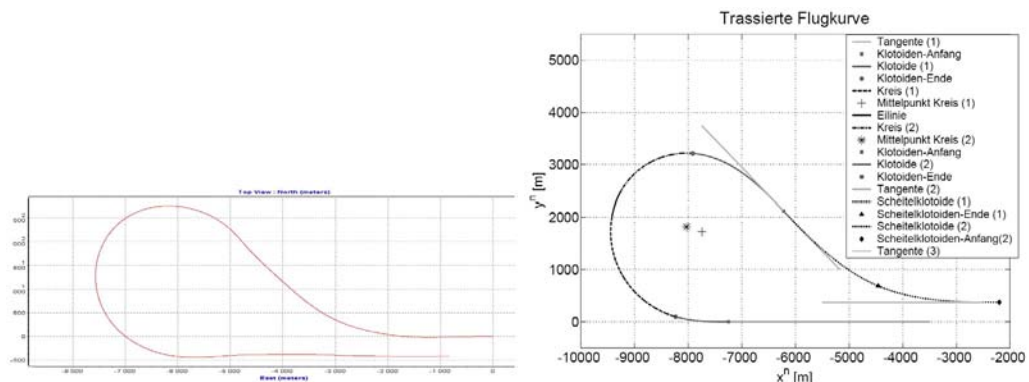 Top View : North (meters)
0
-8 000
-7 000
-6 000
-5 000
-4 000
-3 000
-2 000
-1 000
0
East (meters)
Trassierte Flugkurve
5000
4000
3000
2000
1000
0
yⁿ [m]
Tangente (1)
Klotoiden-Anfang
Klotoide (1)
Klotoiden-Ende
Kreis (1)
Mittelpunkt Kreis (1)
Eilinie
Kreis (2)
Mittelpunkt Kreis (2)
Klotoiden-Anfang
Klotoide (2)
Klotoiden-Ende
Tangente (2)
Scheitelklotoide (1)
Scheitelklotoiden-Ende (1)
Scheitelklotoide (2)
Scheitelklotoiden-Anfang(2)
Tangente (3)
-10000 -9000 -8000 -7000 -6000 -5000 -4000 -3000 -2000
xⁿ [m]